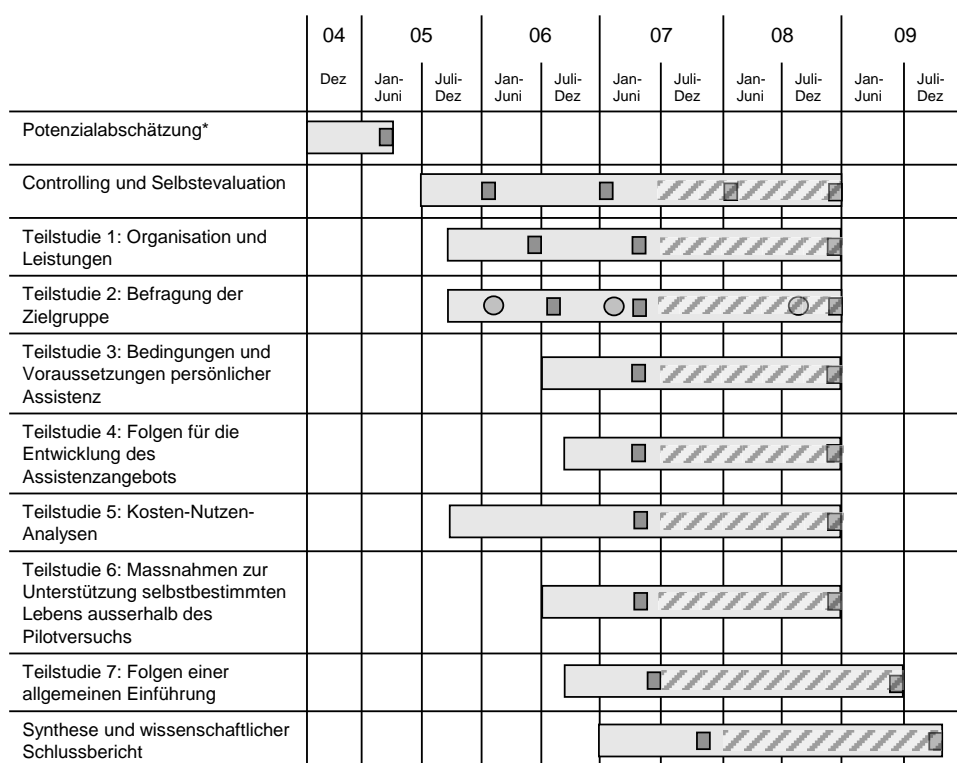 04 05 06 07 08 09
Dez Jan- Juli- Jan- Juli- Jan- Juli- Jan- Juli- Jan- Juli-
Juni Dez Juni Dez Juni Dez Juni Dez Juni Dez
Potenzialabschätzung*
Controlling und Selbstevaluation
Teilstudie 1: Organisation und
Leistungen
Teilstudie 2: Befragung der
Zielgruppe
Teilstudie 3: Bedingungen und
Voraussetzungen persönlicher
Assistenz
Teilstudie 4: Folgen für die
Entwicklung des
Assistenzangebots
Teilstudie 5: Kosten-Nutzen-
Analysen
Teilstudie 6: Massnahmen zur
Unterstützung selbstbestimmten
Lebens ausserhalb des
Pilotversuchs
Teilstudie 7: Folgen einer
allgemeinen Einführung
Synthese und wissenschaftlicher
Schlussbericht